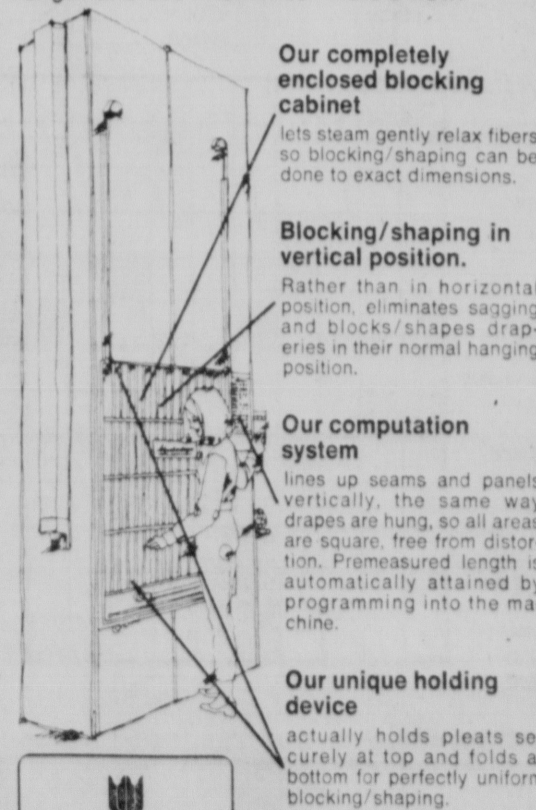 Our completely
enclosed blocking
cabinet
lets steam gently relax fibers
so blocking/shaping can be
done to exact dimensions.
Blocking/shaping in
vertical position.
Rather than in horizontal
position, eliminates sagging
and blocks/shapes drap-
eries in their normal hanging
position.
Our computation
system
lines up seams and panels
vertically, the same way
drapes are hung, so all areas
are square, free from distor-
tion. Premeasured length is
automatically attained by
programming into the ma
chine.
Our unique holding
device
actually holds pleats se
curely at top and folds a
bottom for perfectly uniform
blocking/shaping.